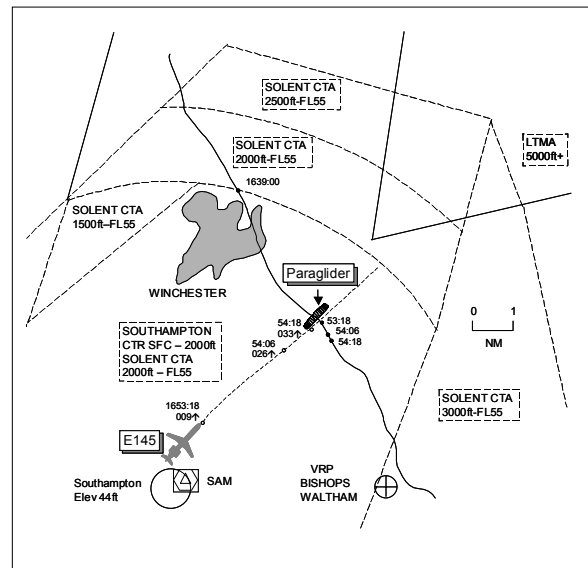 SOLENT CTA
2500ft-FL55
SOLENT CTA
2000ft-FL55
LTMA
5000ft+
1639:00
SOLENT CTA
1500ft–FL55
WINCHESTER
Paraglider
0 1
NM
54:18
033↑
53:18
54:06
54:18
54:06
026↑
SOUTHAMPTON
CTR SFC – 2000ft
SOLENT CTA
2000ft – FL55
SOLENT CTA
3000ft-FL55
1653:18
009↑
E145
Southampton
Elev 44ft
SAM
VRP
BISHOPS
WALTHAM